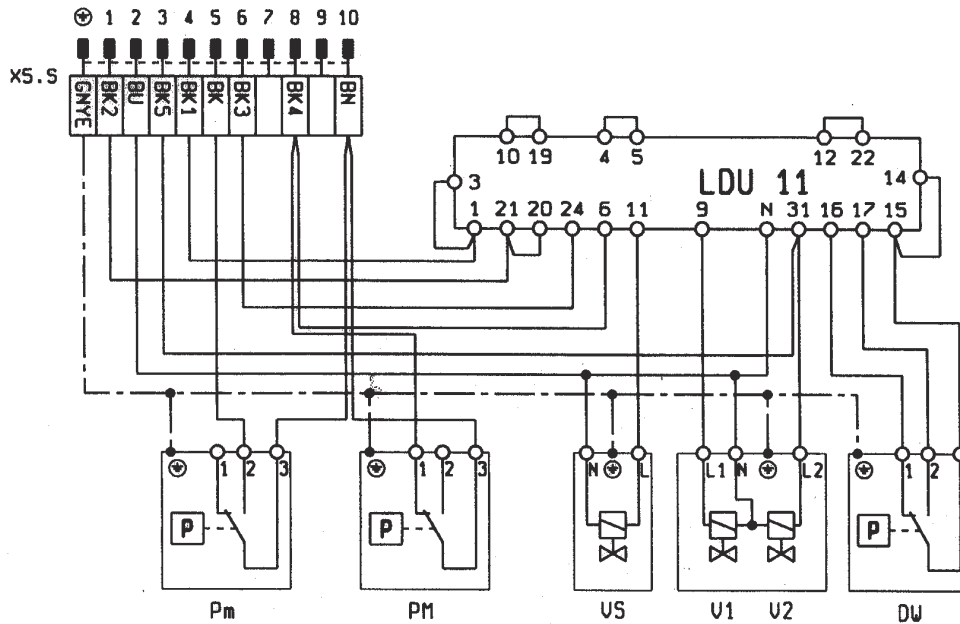 1 2 3 4 5 6 7 8 9 10
X5.S
GNYE BK2 BU BK5 BK1 BK BK3 BK4 BN
10 19 4 5 12 22
3 LDU 11 14
1 21 20 24 6 11 9 N 31 16 17 15
1 2 3 1 2 3 N L L1 N L2 1 2
P P P
Pm PM VS V1 V2 DW